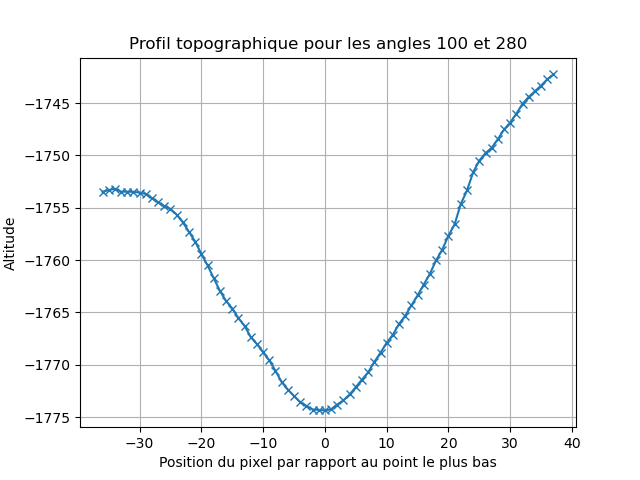 Profil topographique pour les angles 100 et 280
−1745
−1750
−1755
−1760
−1765
−1770
−1775
Altitude
−30 −20 −10 0 10 20 30 40
Position du pixel par rapport au point le plus bas